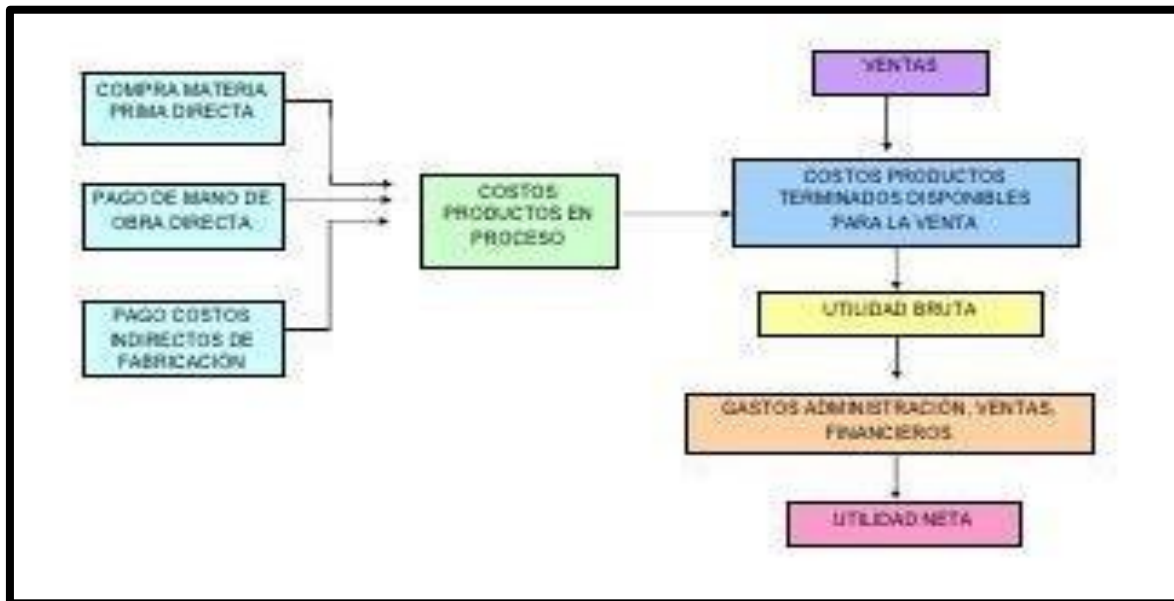 COMPRA MATERIA
PRIMA DIRECTA
PAGO DE MANO DE
OBRA DIRECTA
PAGO COSTOS
INDIRECTOS DE
FABRICACIÓN
COSTOS
PRODUCTOS EN
PROCESO
VENTAS
COSTOS PRODUCTOS
TERMINADOS DISPONIBLES
PARA LA VENTA
UTILIDAD BRUTA
GASTOS ADMINISTRACIÓN, VENTAS,
FINANCIEROS
UTILIDAD NETA